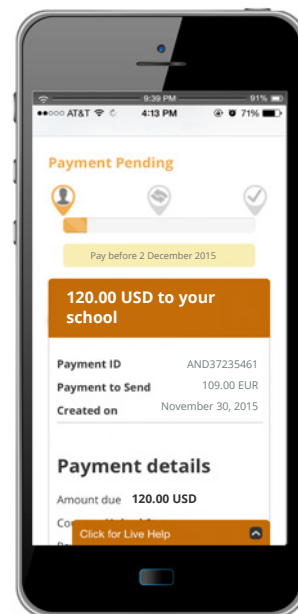 9:39 PM 91%
AT&T 4:13 PM 71%
Payment Pending
Pay before 2 December 2015
120.00 USD to your
school
Payment ID AND37235461
Payment to Send 109.00 EUR
Created on November 30, 2015
Payment details
Amount due 120.00 USD
Click for Live Help